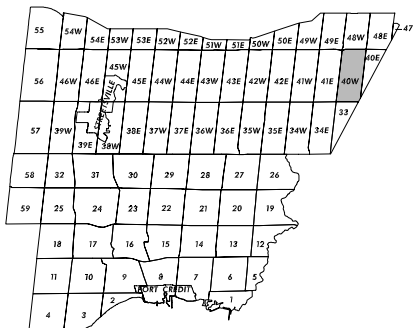 55 54W 54E 53W 53E 52W 52E 51W 51E 50W 50E 49W 49E 48W 48E 47
56 46W 46E 45W 45E 44W 44E 43W 43E 42W 42E 41W 41E 40W 40E
STREETSVILLE
57 39W 39E 38W 38E 37W 37E 36W 36E 35W 35E 34W 34E 33
58 32 31 30 29 28 27 26
59 25 24 23 22 21 20 19
18 17 16 15 14 13 12
11 10 9 8 7 6 5
PORT CREDIT
4 3 2 1